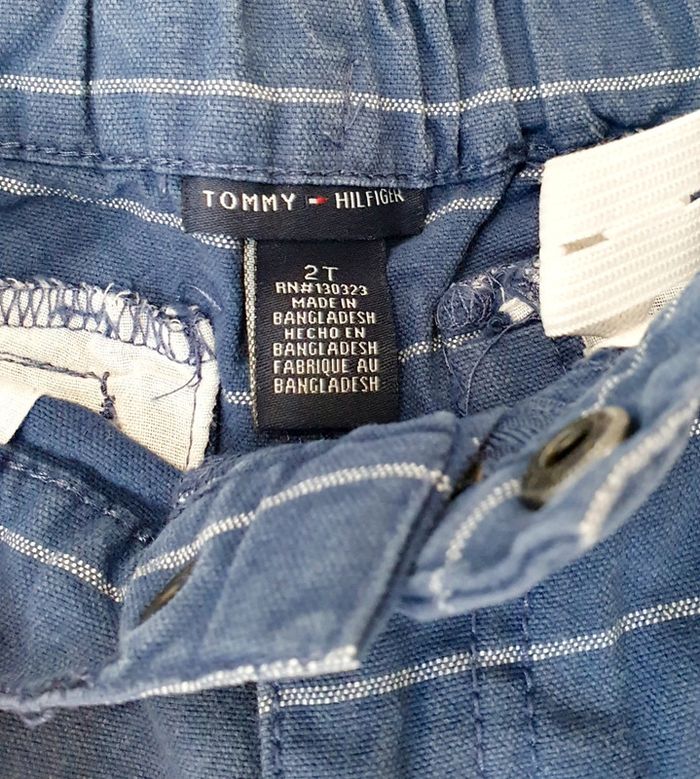 TOMMY HILFIGER
2T
RN#130323
MADE IN
BANGLADESH
HECHO EN
BANGLADESH
FABRIQUE AU
BANGLADESH